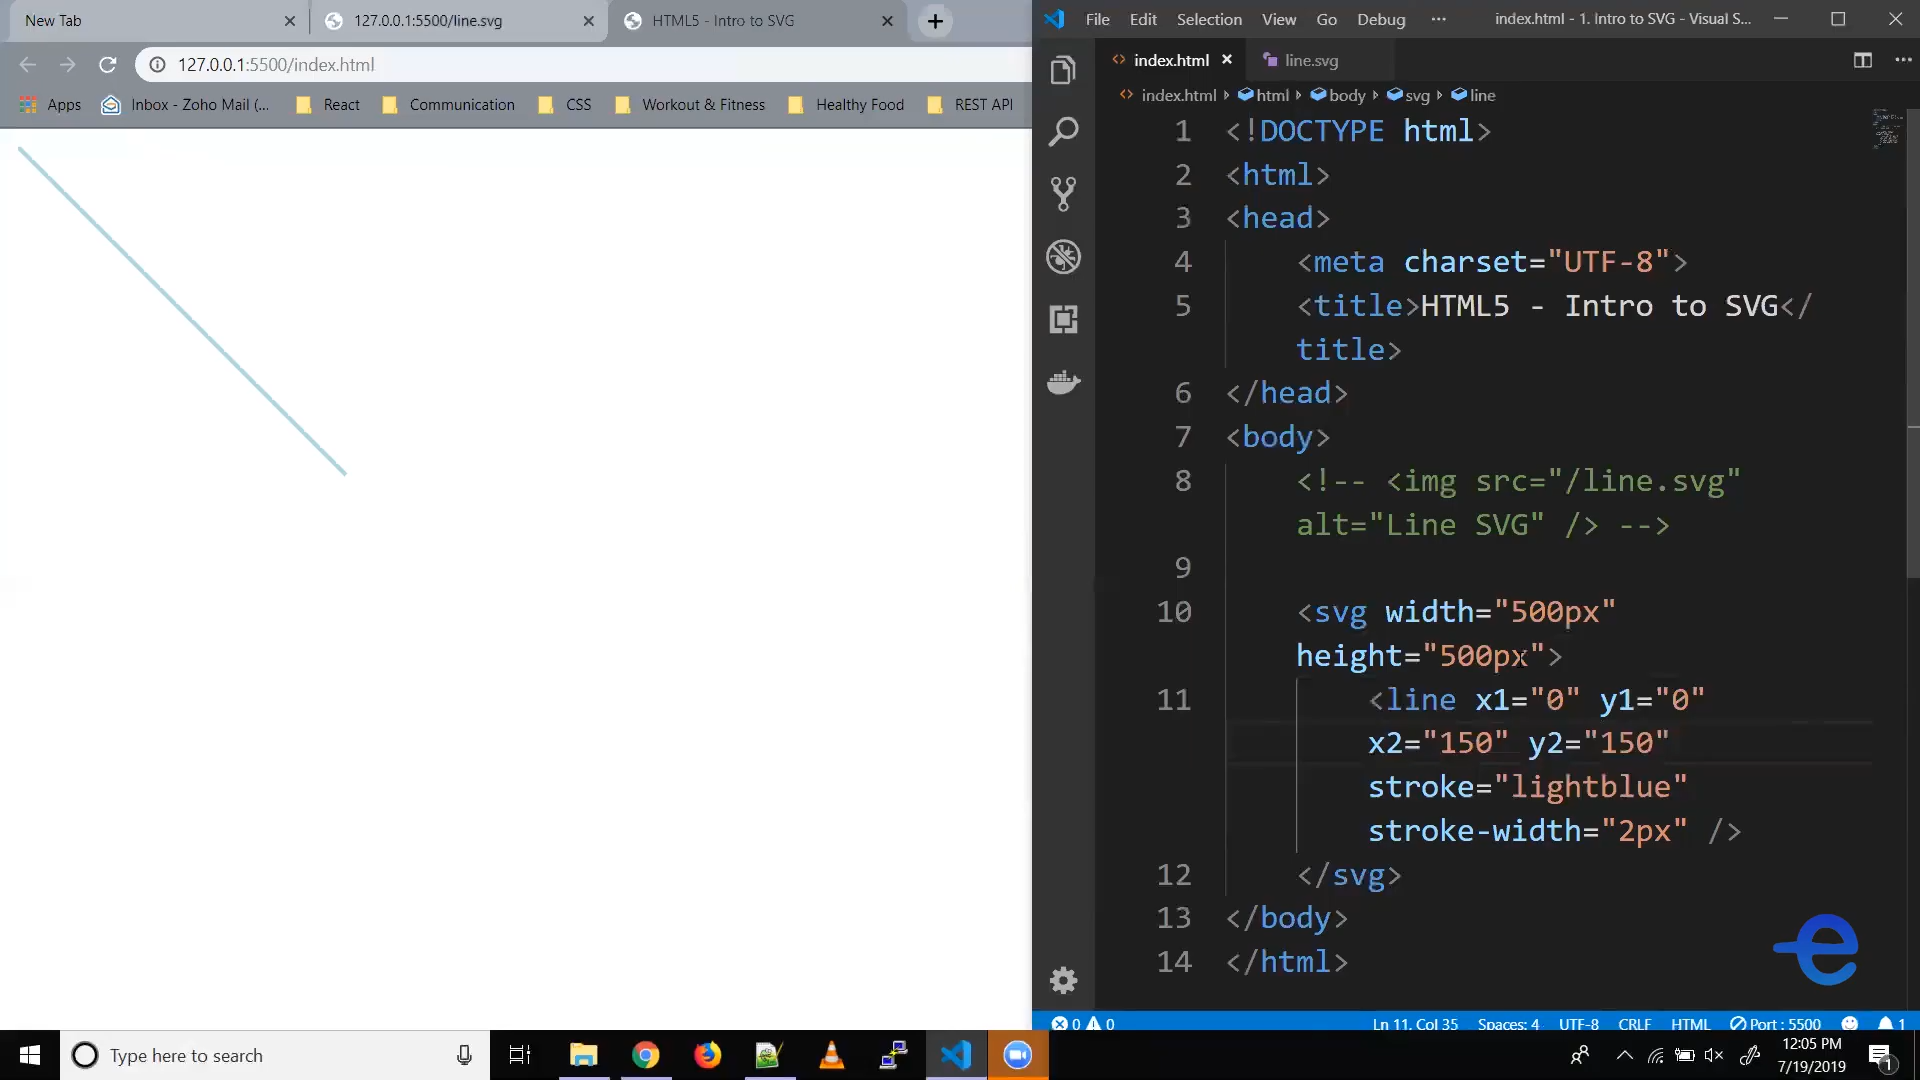 New Tab
127.0.0.1:5500/line.svg
HTML5 - Intro to SVG
127.0.0.1:5500/index.html
Apps
Inbox - Zoho Mail (...
React
Communication
CSS
Workout & Fitness
Healthy Food
REST API
File Edit Selection View Go Debug ··· index.html - 1. Intro to SVG - Visual S...
index.html
line.svg
index.html html body svg line
1 <!DOCTYPE html>
2 <html>
3 <head>
4 <meta charset="UTF-8">
5 <title>HTML5 - Intro to SVG</
title>
6 </head>
7 <body>
8 <!-- <img src="/line.svg"
alt="Line SVG" /> -->
9
10 <svg width="500px"
height="500px">
11 <line x1="0" y1="0"
x2="150" y2="150"
stroke="lightblue"
stroke-width="2px" />
12 </svg>
13 </body>
14 </html>
0 0 Ln 11, Col 35 Spaces: 4 UTF-8 CRLF HTML Port : 5500 1
Type here to search
12:05 PM
7/19/2019
1